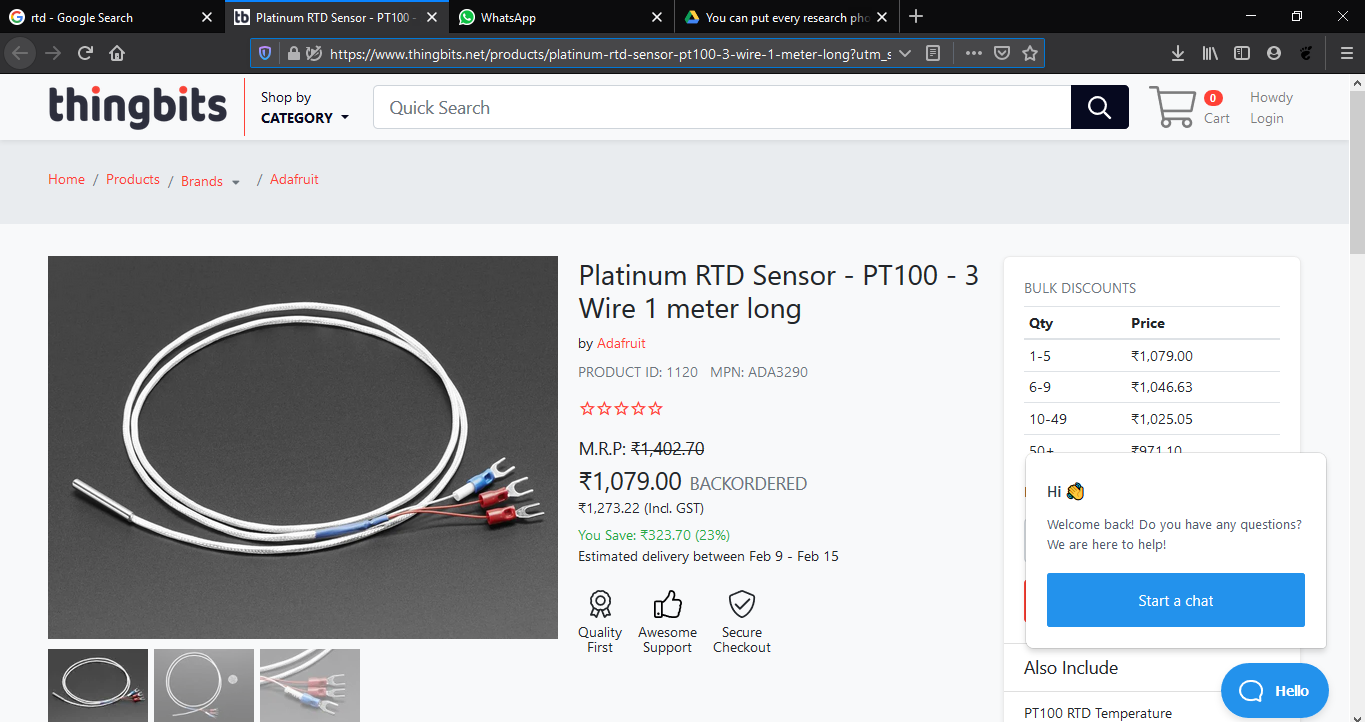 rtd - Google Search
Platinum RTD Sensor - PT100 -
WhatsApp
You can put every research pho
https://www.thingbits.net/products/platinum-rtd-sensor-pt100-3-wire-1-meter-long?utm_s
thingbits
Shop by
CATEGORY
Quick Search
0
Cart
Howdy
Login
Home / Products / Brands / Adafruit
Platinum RTD Sensor - PT100 - 3
Wire 1 meter long
by Adafruit
PRODUCT ID: 1120 MPN: ADA3290
M.R.P: ₹1,402.70
₹1,079.00 BACKORDERED
₹1,273.22 (Incl. GST)
You Save: ₹323.70 (23%)
Estimated delivery between Feb 9 - Feb 15
Quality
First
Awesome
Support
Secure
Checkout
BULK DISCOUNTS
Qty Price
1-5 ₹1,079.00
6-9 ₹1,046.63
10-49 ₹1,025.05
50+ ₹971.10
Hi 👏
Welcome back! Do you have any questions?
We are here to help!
Start a chat
Also Include
Hello
PT100 RTD Temperature